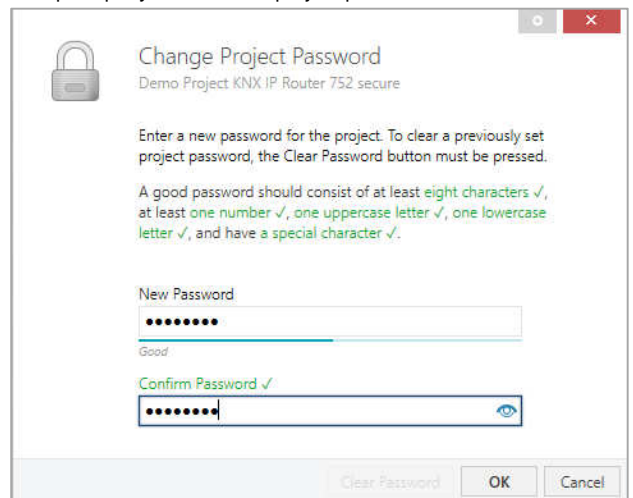 Change Project Password
Demo Project KNX IP Router 752 secure
Enter a new password for the project. To clear a previously set
project password, the Clear Password button must be pressed.
A good password should consist of at least eight characters ✓,
at least one number ✓, one uppercase letter ✓, one lowercase
letter ✓, and have a special character ✓.
New Password
••••••••
Good
Confirm Password ✓
••••••••
Clear Password OK Cancel